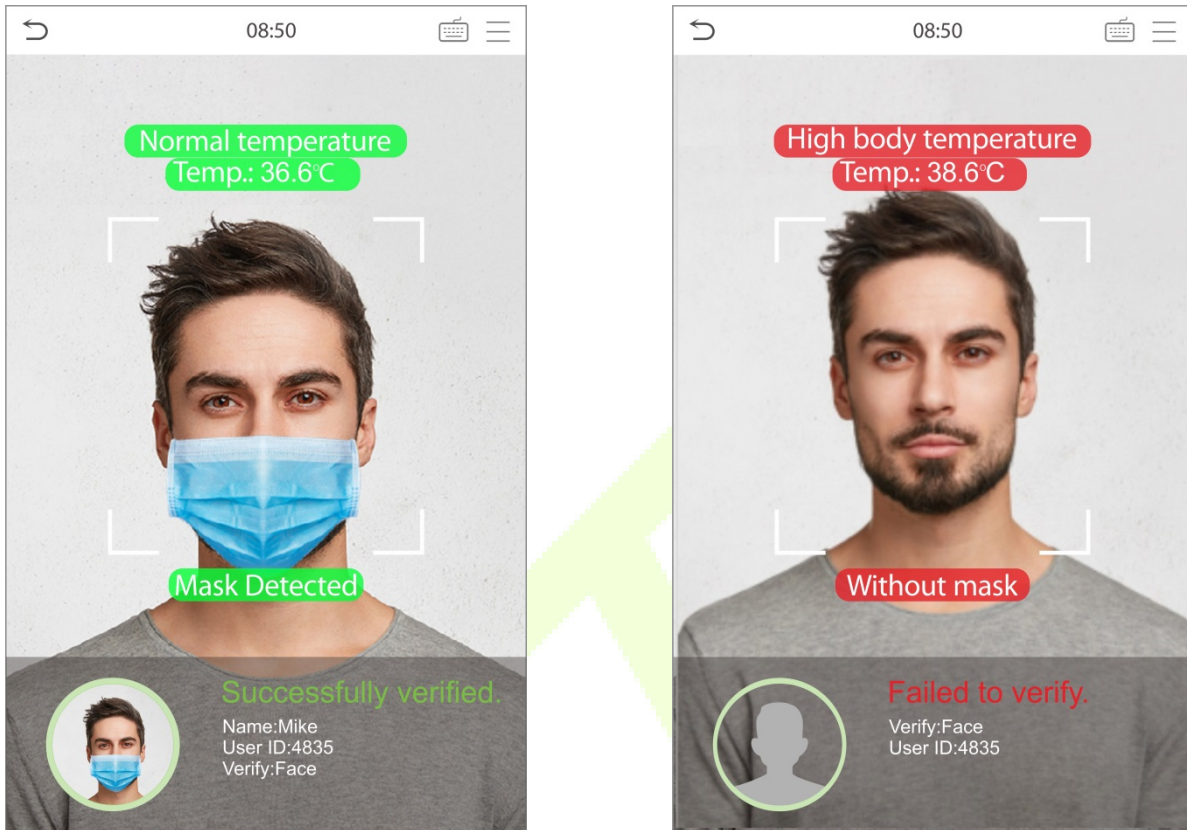 08:50
Normal temperature
Temp.: 36.6°C
Mask Detected
Successfully verified.
Name:Mike
User ID:4835
Verify:Face
08:50
High body temperature
Temp.: 38.6°C
Without mask
Failed to verify.
Verify:Face
User ID:4835